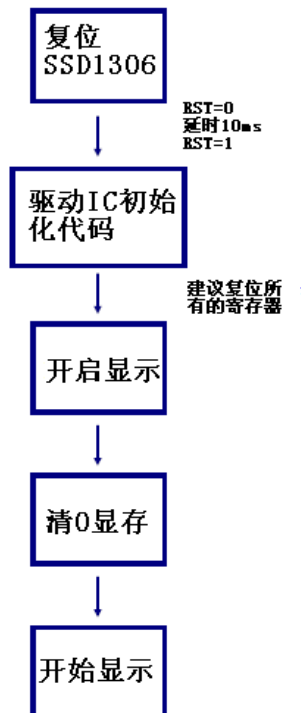 复位
SSD1306
RST=0
延时10ms
RST=1
驱动IC初始
化代码
建议复位所
有的寄存器
开启显示
清0显存
开始显示